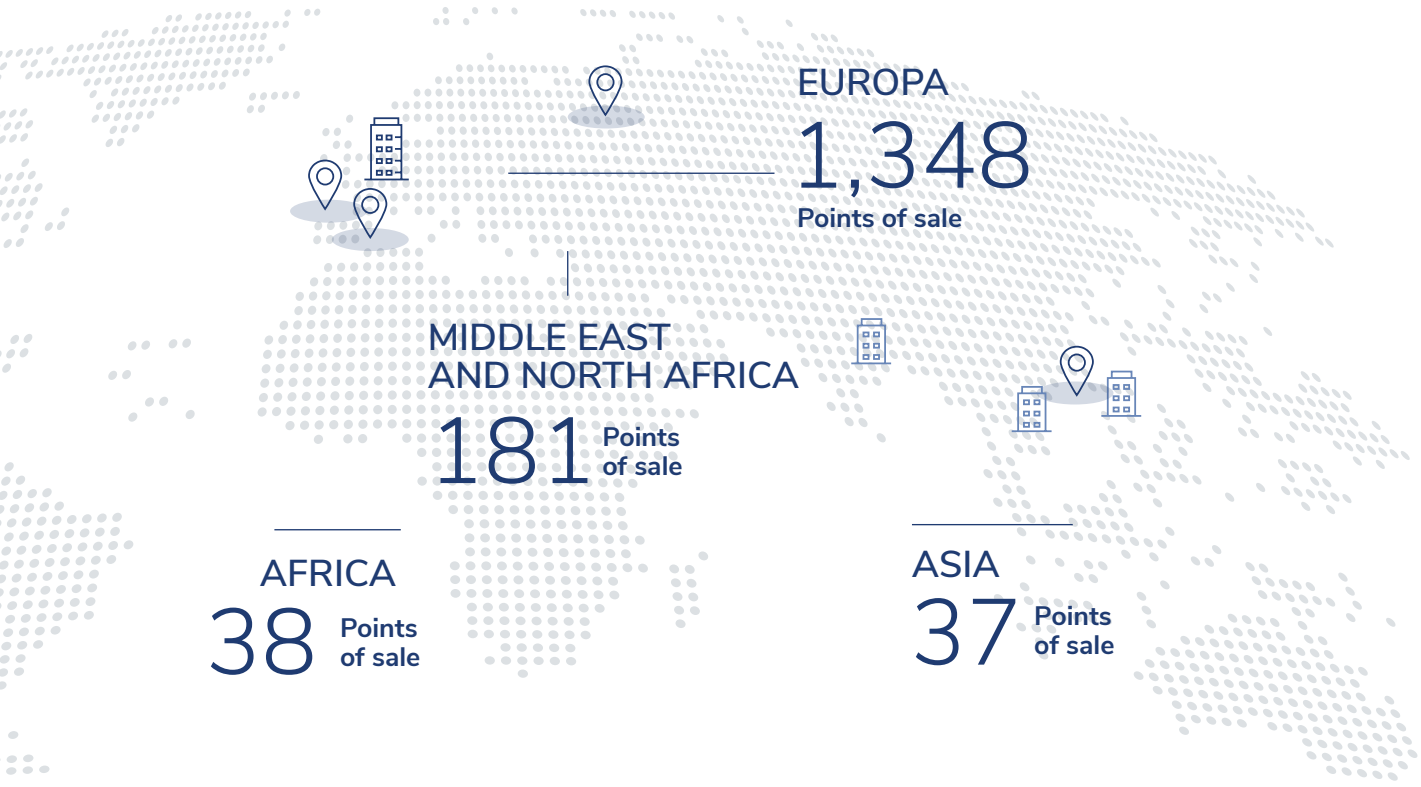 EUROPA
1,348
Points of sale
MIDDLE EAST
AND NORTH AFRICA
181
Points
of sale
AFRICA
38
Points
of sale
ASIA
37
Points
of sale